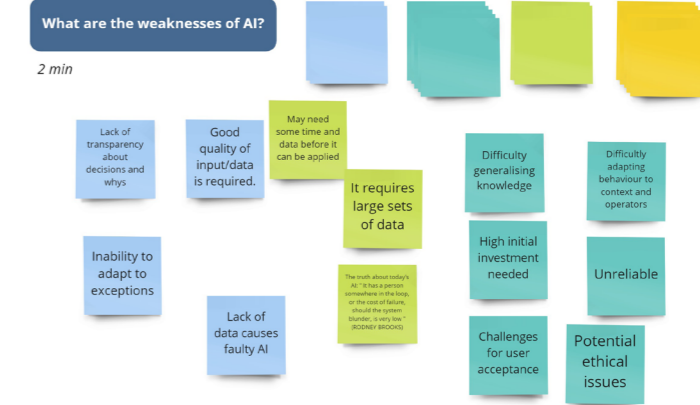 What are the weaknesses of AI?
2 min
Lack of
transparency
about
decisions and
whys
Good
quality of
input/data
is required.
May need
some time and
data before it
can be applied
It requires
large sets
of data
Inability to
adapt to
exceptions
Lack of
data causes
faulty AI
The truth about today's
AI: " It has a person
somewhere in the loop,
or the cost of failure,
should the system
blunder, is very low "
(RODNEY BROOKS)
Difficulty
generalising
knowledge
Difficultly
adapting
behaviour to
context and
operators
High initial
investment
needed
Unreliable
Challenges
for user
acceptance
Potential
ethical
issues